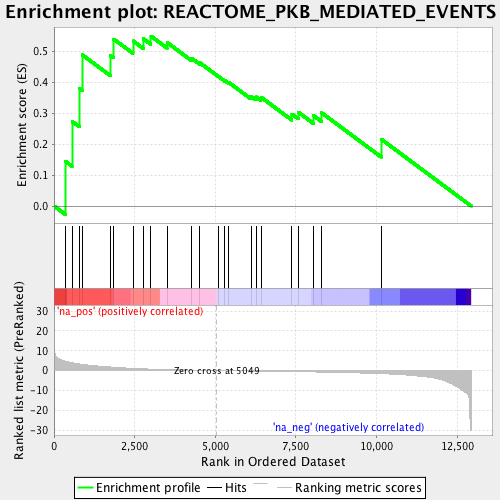 Enrichment plot: REACTOME_PKB_MEDIATED_EVENTS
Enrichment score (ES)
0.5
0.4
0.3
0.2
0.1
0.0
'na_pos' (positively correlated)
Ranked list metric (PreRanked)
30
20
10
0
-10
-20
-30
Zero cross at 5049
'na_neg' (negatively correlated)
0
2,500
5,000
7,500
10,000
12,500
Rank in Ordered Dataset
Enrichment profile
Hits
Ranking metric scores